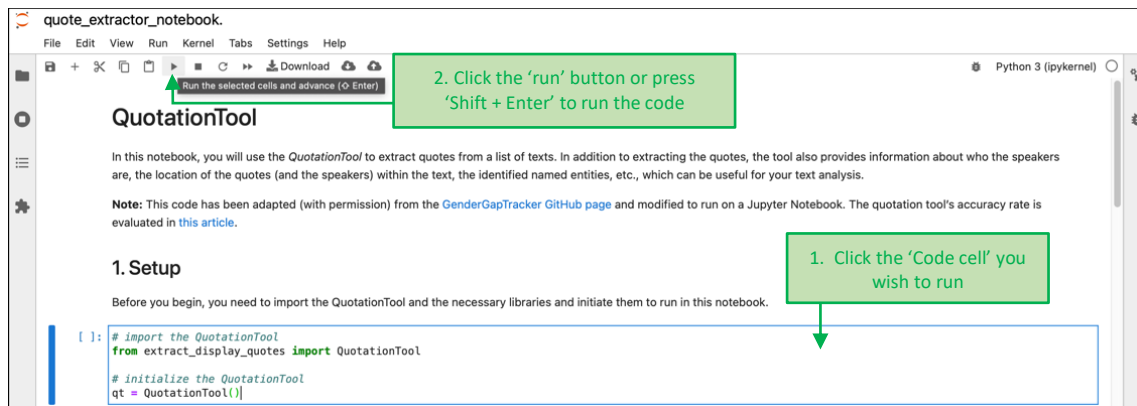 quote_extractor_notebook.
File Edit View Run Kernel Tabs Settings Help
Download
Python 3 (ipykernel)
Run the selected cells and advance (⇧ Enter)
2. Click the ‘run’ button or press
‘Shift + Enter’ to run the code
QuotationTool
In this notebook, you will use the QuotationTool to extract quotes from a list of texts. In addition to extracting the quotes, the tool also provides information about who the speakers
are, the location of the quotes (and the speakers) within the text, the identified named entities, etc., which can be useful for your text analysis.
Note: This code has been adapted (with permission) from the GenderGapTracker GitHub page and modified to run on a Jupyter Notebook. The quotation tool's accuracy rate is
evaluated in this article.
1. Click the ‘Code cell’ you
wish to run
1. Setup
Before you begin, you need to import the QuotationTool and the necessary libraries and initiate them to run in this notebook.
[ ]: # import the QuotationTool
from extract_display_quotes import QuotationTool
# initialize the QuotationTool
qt = QuotationTool()